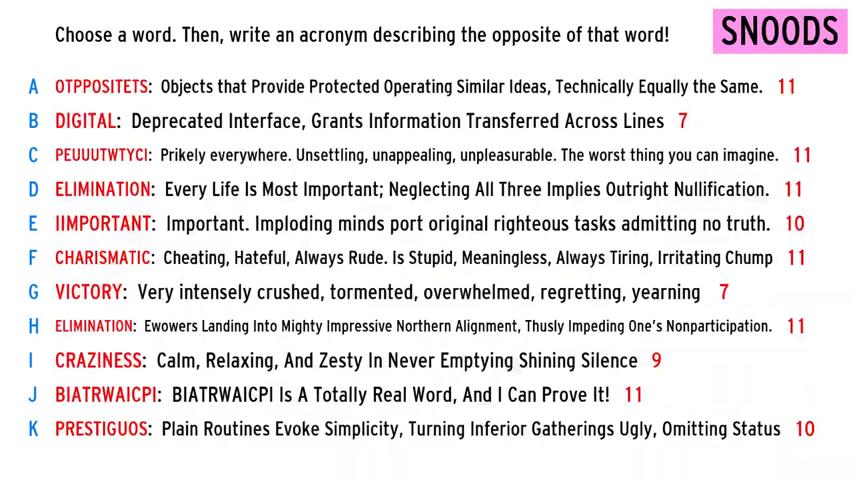 Choose a word. Then, write an acronym describing the opposite of that word!
SNOODS
A OTPPOSITETS: Objects that Provide Protected Operating Similar Ideas, Technically Equally the Same. 11
B DIGITAL: Deprecated Interface, Grants Information Transferred Across Lines 7
C PEUUUTWTYCI: Prikely everywhere. Unsettling, unappealing, unpleasurable. The worst thing you can imagine. 11
D ELIMINATION: Every Life Is Most Important; Neglecting All Three Implies Outright Nullification. 11
E IIMPORTANT: Important. Imploding minds port original righteous tasks admitting no truth. 10
F CHARISMATIC: Cheating, Hateful, Always Rude. Is Stupid, Meaningless, Always Tiring, Irritating Chump 11
G VICTORY: Very intensely crushed, tormented, overwhelmed, regretting, yearning 7
H ELIMINATION: Ewowers Landing Into Mighty Impressive Northern Alignment, Thusly Impeding One's Nonparticipation. 11
I CRAZINESS: Calm, Relaxing, And Zesty In Never Emptying Shining Silence 9
J BIATRWAICPI: BIATRWAICPI Is A Totally Real Word, And I Can Prove It! 11
K PRESTIGUOS: Plain Routines Evoke Simplicity, Turning Inferior Gatherings Ugly, Omitting Status 10